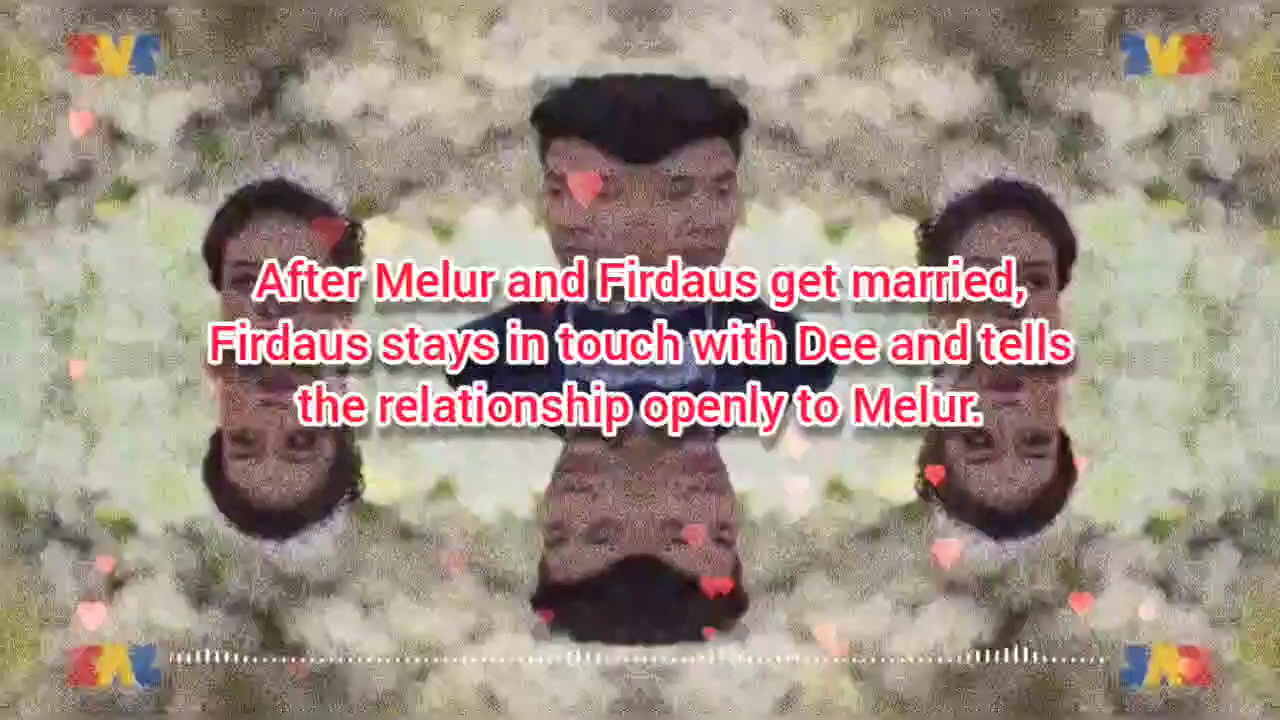 After Melur and Firdaus get married,
Firdaus stays in touch with Dee and tells
the relationship openly to Melur.